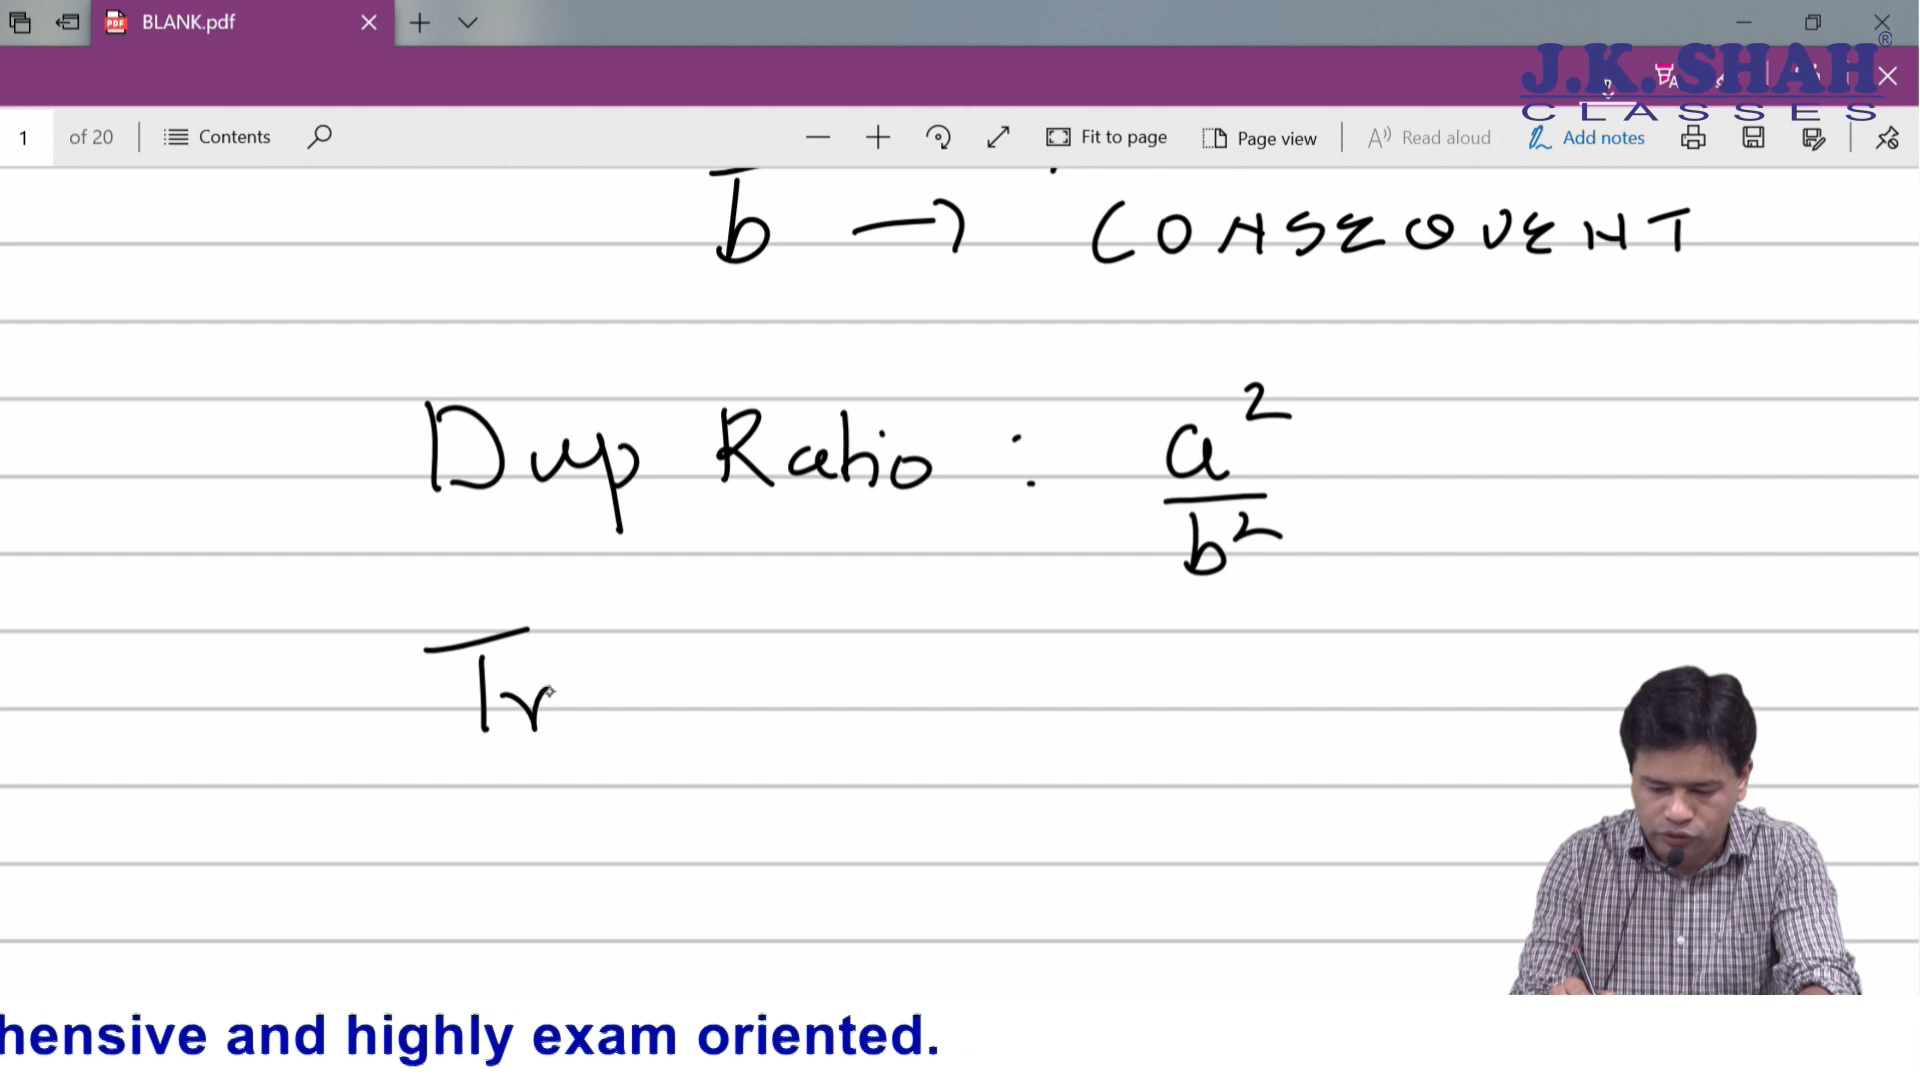 BLANK.pdf
J.K.SHAH®
CLASSES
1 of 20 Contents Fit to page Page view Read aloud Add notes
b → CONSEQUENT
Dup Ratio : a²
b²
Tr
hensive and highly exam oriented.